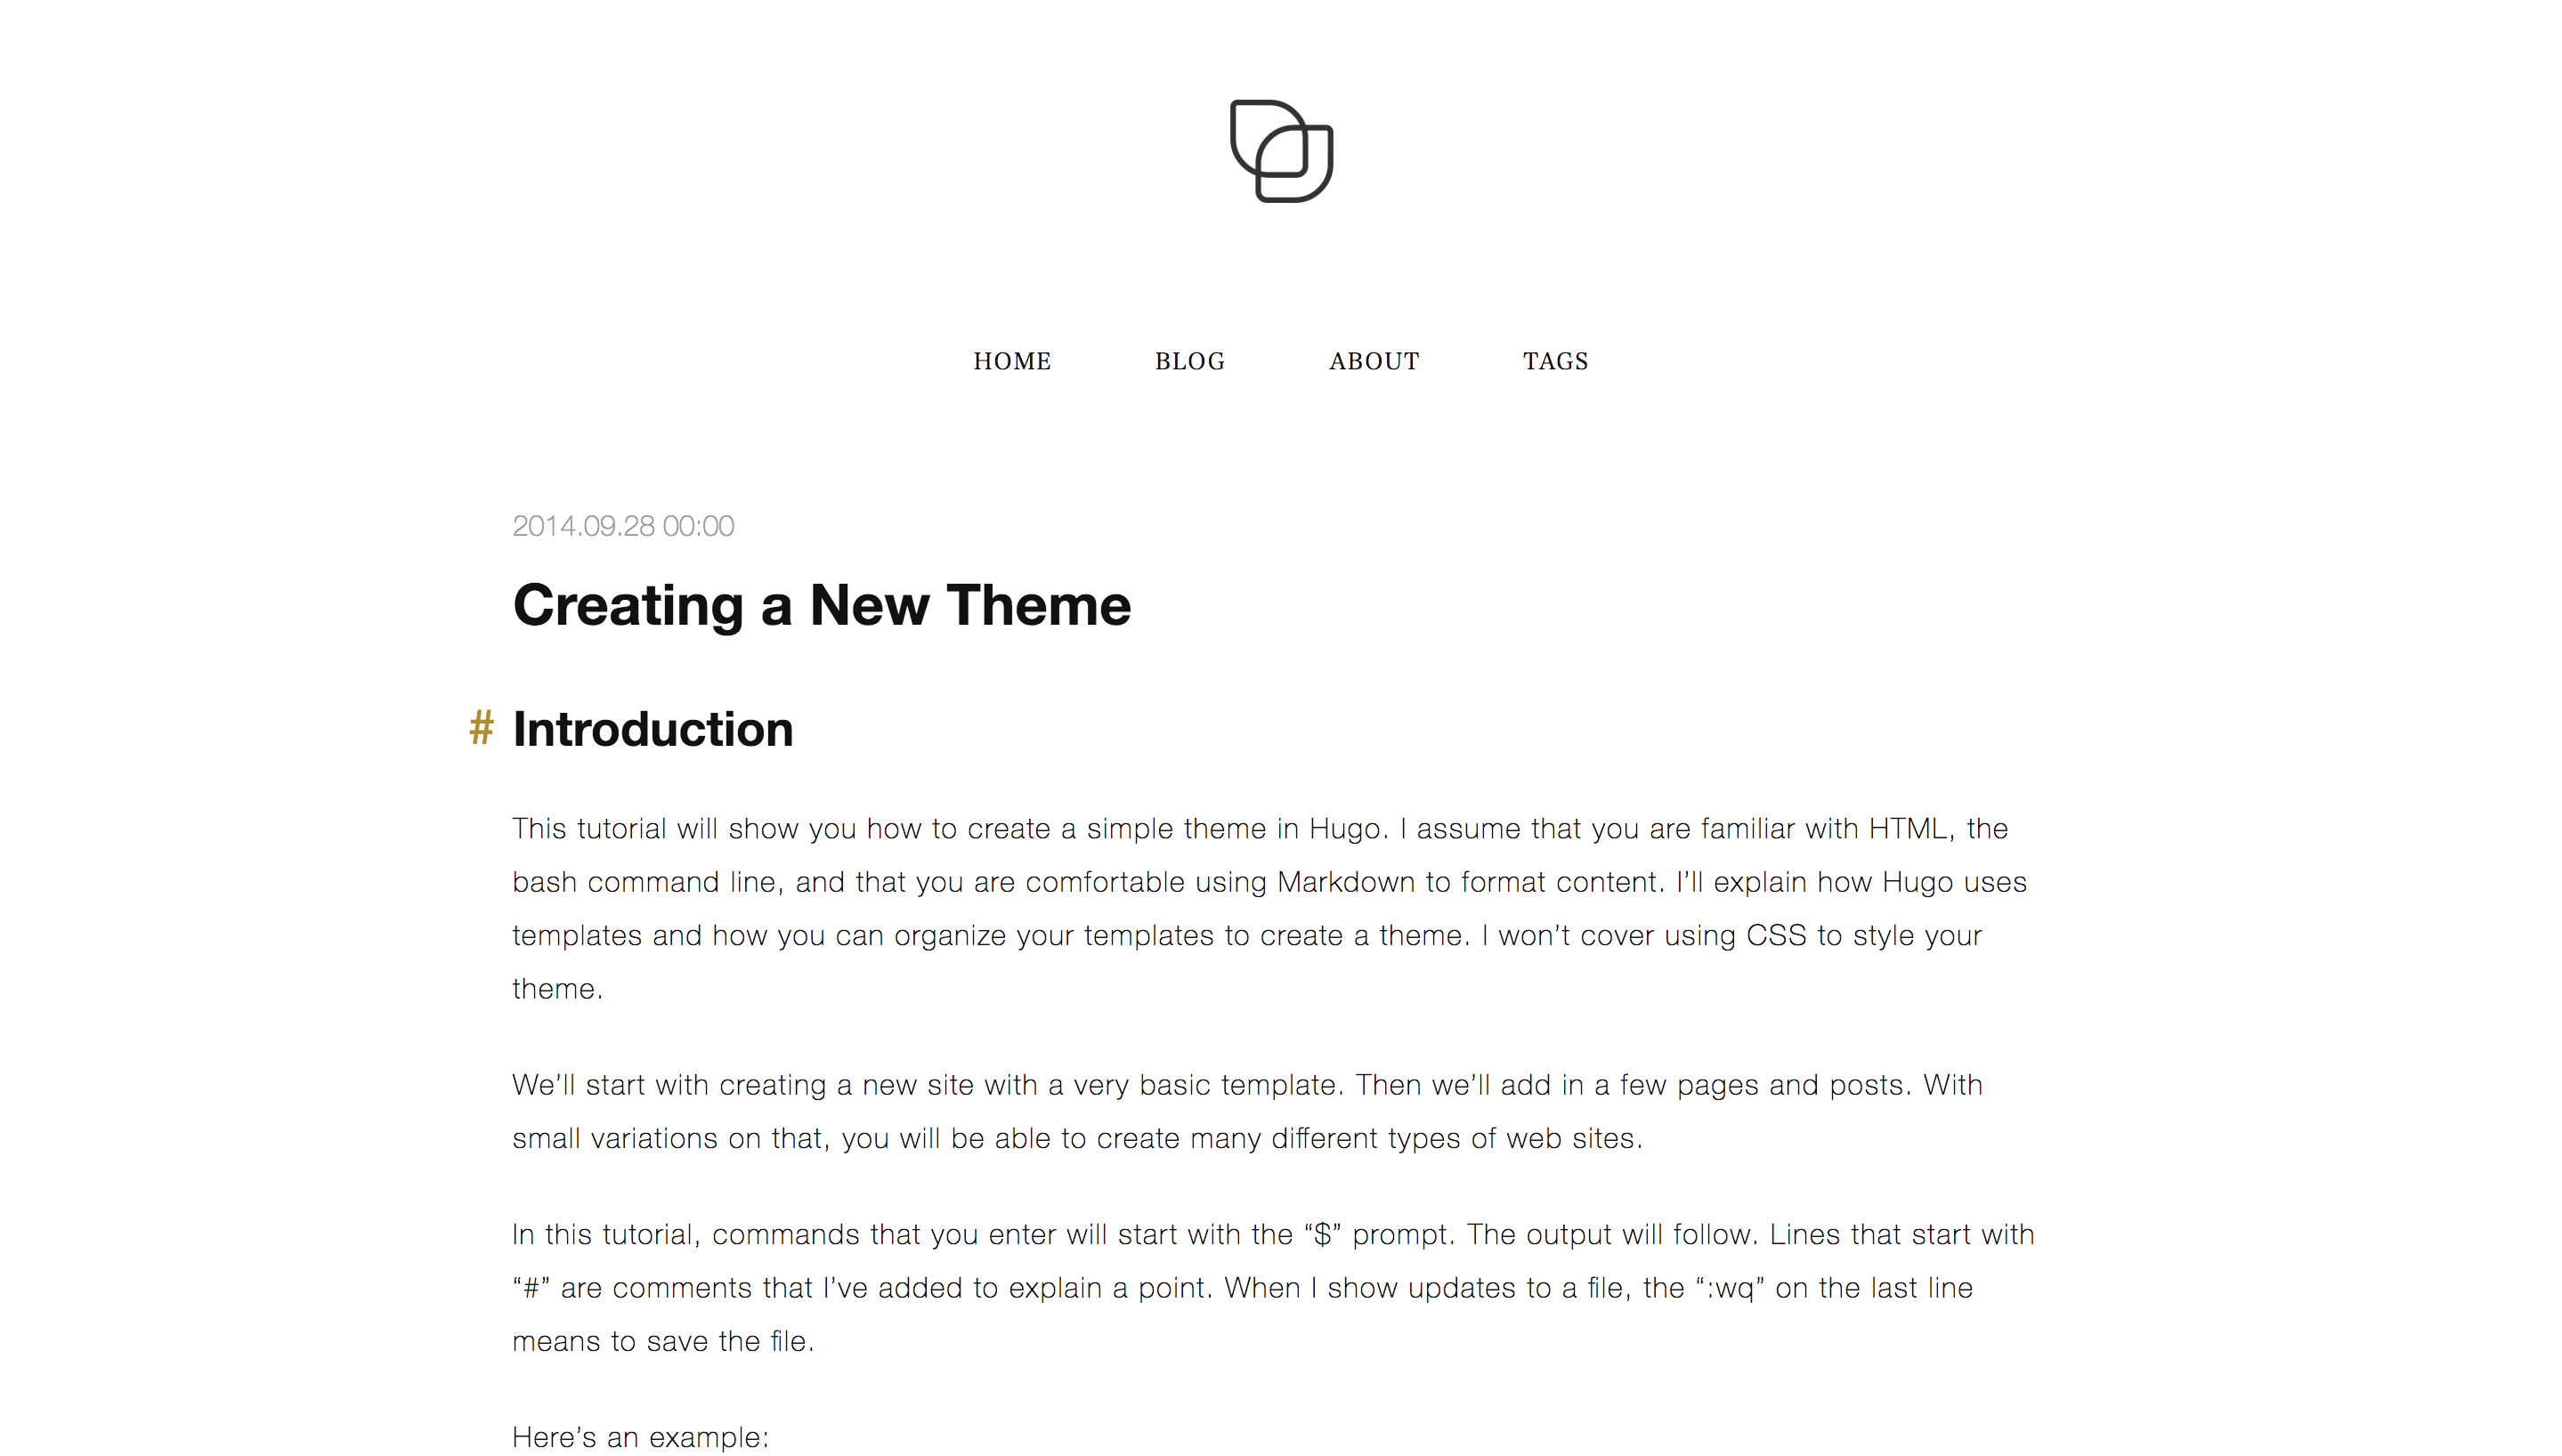 HOME BLOG ABOUT TAGS
2014.09.28 00:00
Creating a New Theme
# Introduction
This tutorial will show you how to create a simple theme in Hugo. I assume that you are familiar with HTML, the
bash command line, and that you are comfortable using Markdown to format content. I’ll explain how Hugo uses
templates and how you can organize your templates to create a theme. I won’t cover using CSS to style your
theme.
We’ll start with creating a new site with a very basic template. Then we’ll add in a few pages and posts. With
small variations on that, you will be able to create many different types of web sites.
In this tutorial, commands that you enter will start with the “$” prompt. The output will follow. Lines that start with
“#” are comments that I’ve added to explain a point. When I show updates to a file, the “:wq” on the last line
means to save the file.
Here’s an example: